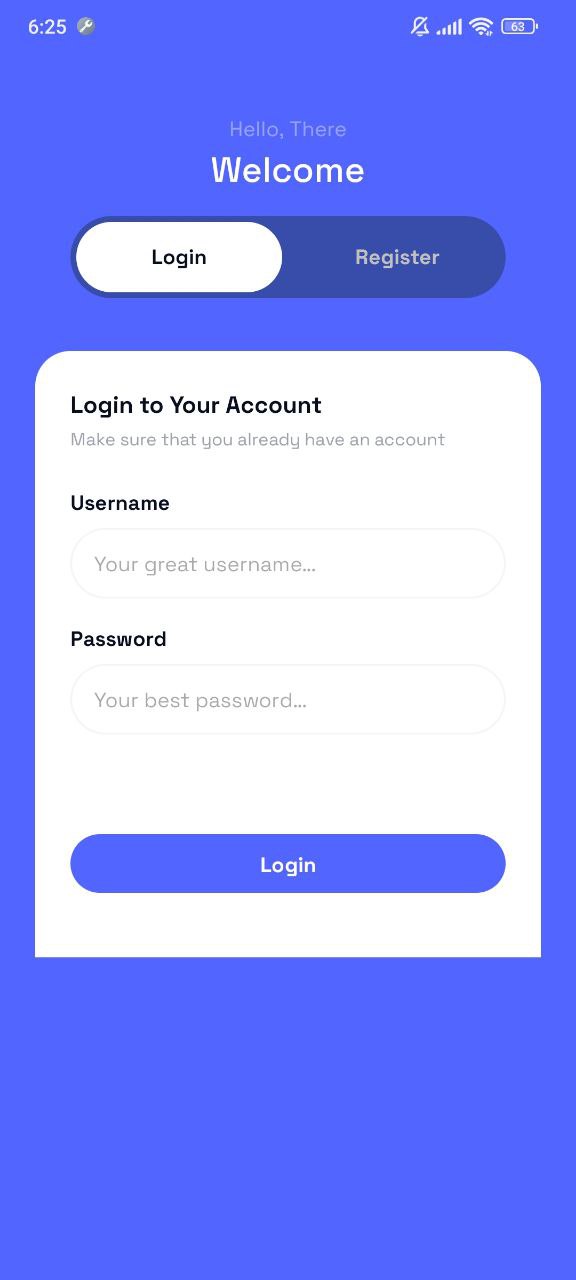 6:25
63
Hello, There
Welcome
Login
Register
Login to Your Account
Make sure that you already have an account
Username
Your great username...
Password
Your best password...
Login